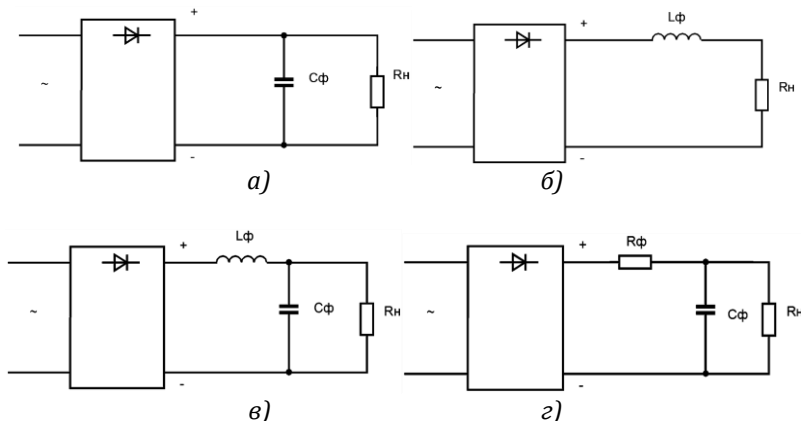 +
~
Cф
Rн
-
а)
+
Lф
~
Rн
-
б)
+
Lф
~
Cф
Rн
-
в)
+
Rф
~
Cф
Rн
-
г)